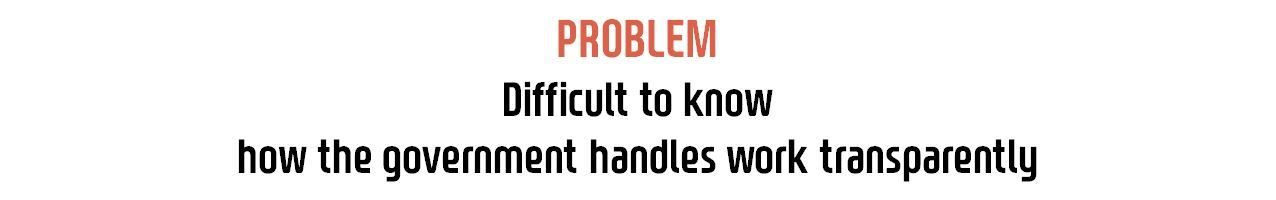 PROBLEM
Difficult to know
how the government handles work transparently